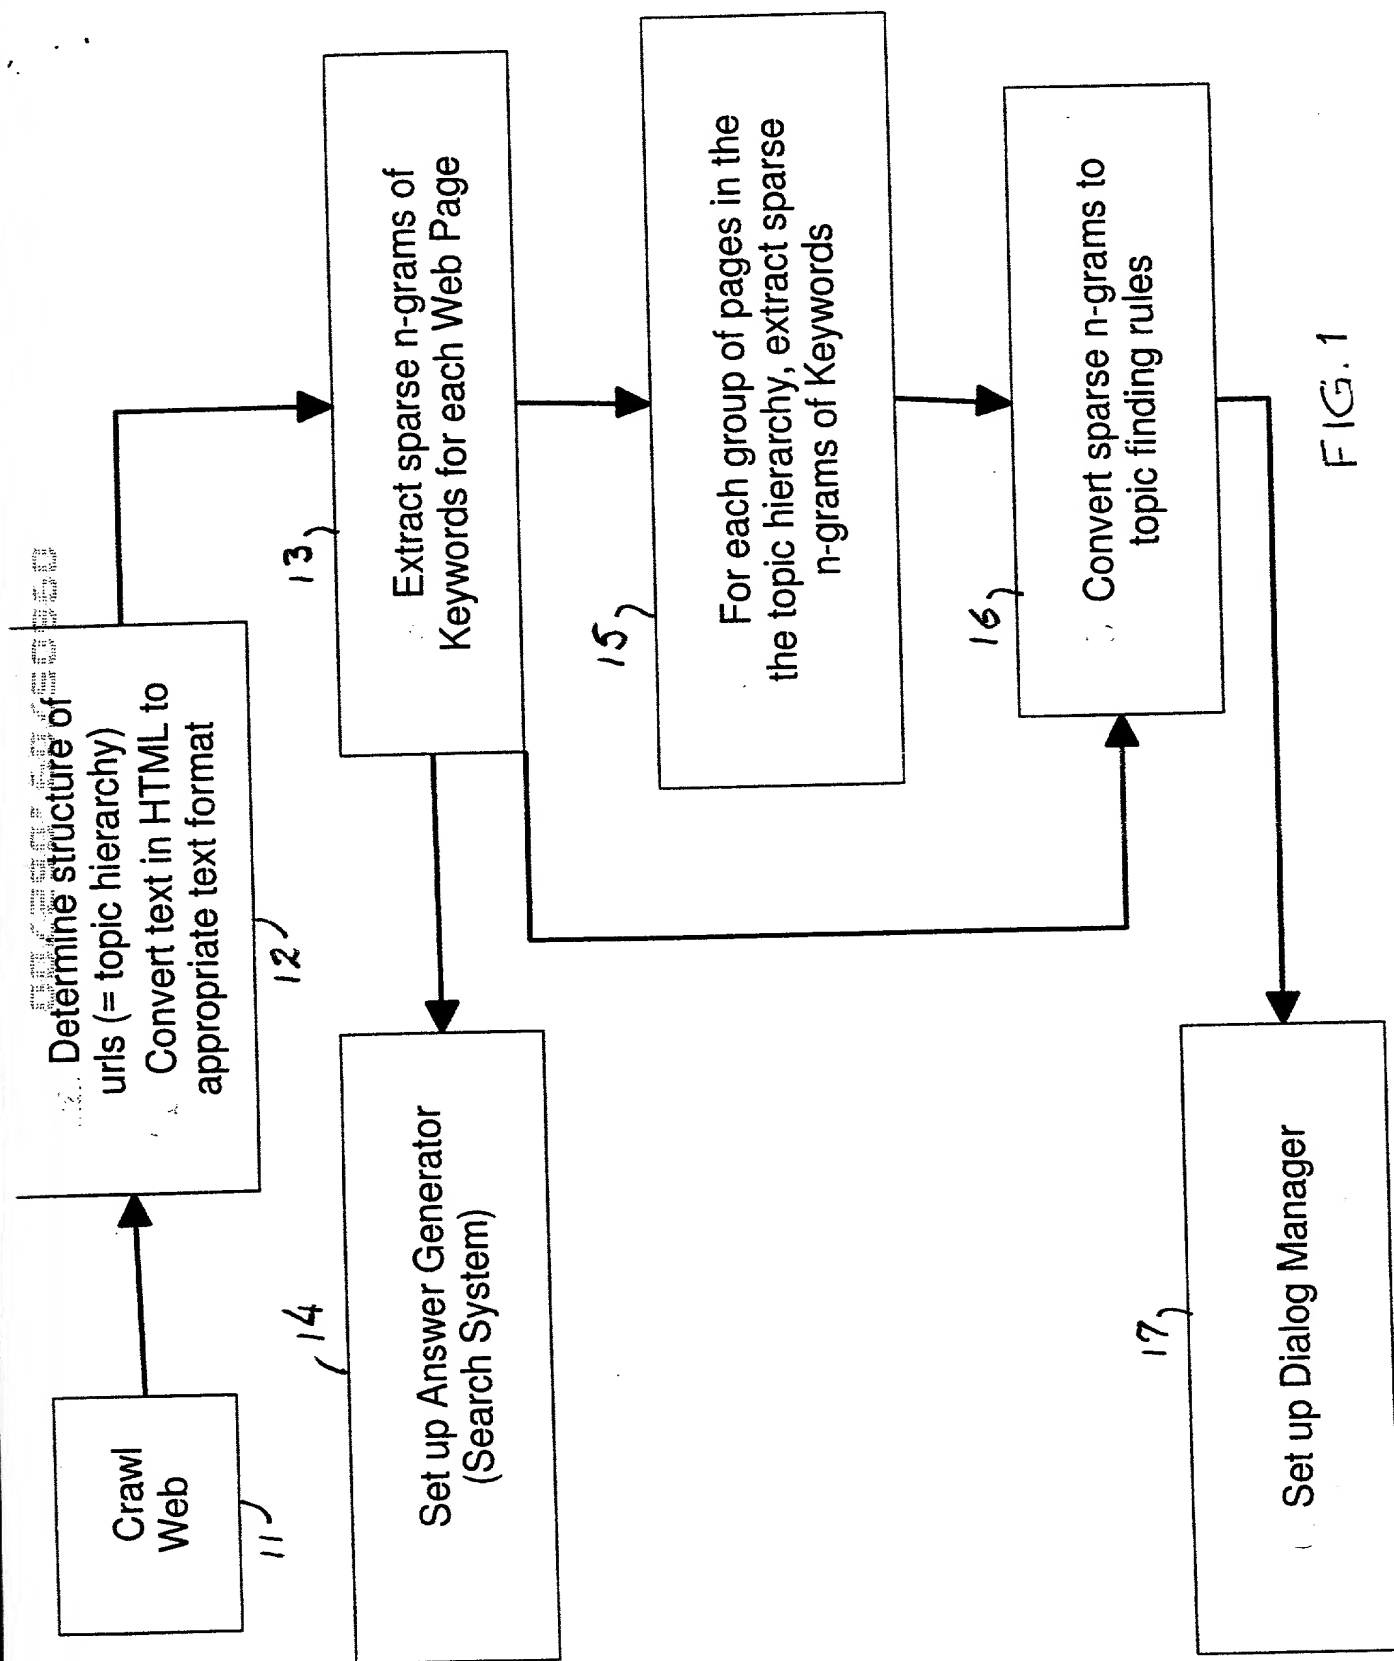 Crawl
Web
11
Determine structure of
urls (= topic hierarchy)
Convert text in HTML to
appropriate text format
12
13
Extract sparse n-grams of
Keywords for each Web Page
14
Set up Answer Generator
(Search System)
15
For each group of pages in the
the topic hierarchy, extract sparse
n-grams of Keywords
16
Convert sparse n-grams to
topic finding rules
17
Set up Dialog Manager
FIG. 1